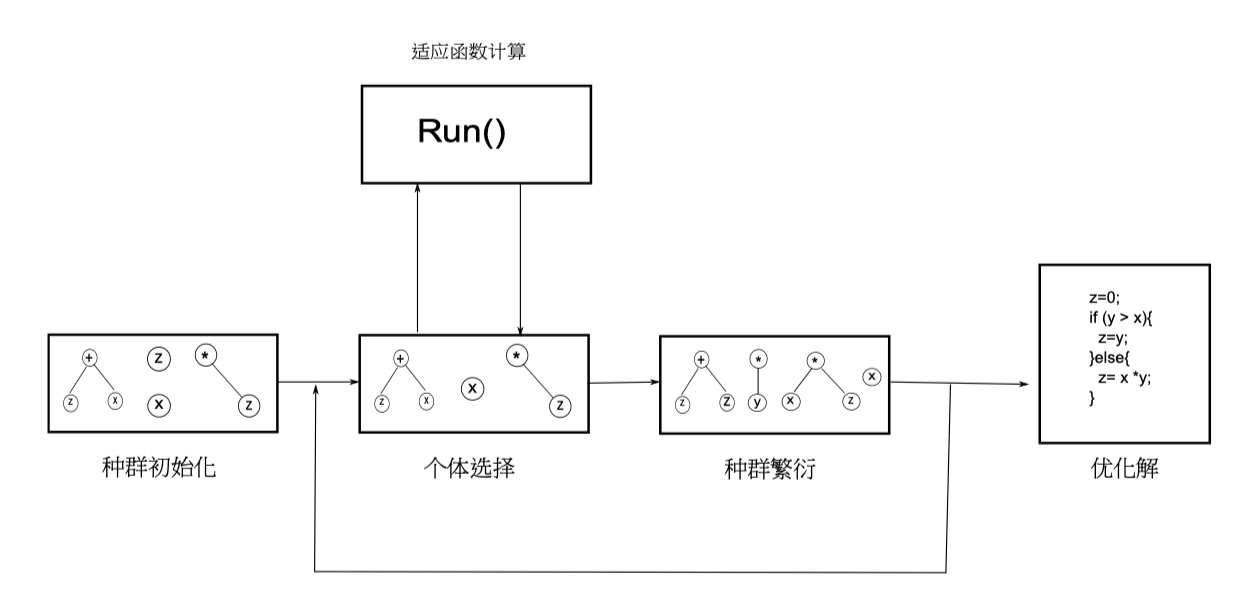 适应函数计算
Run()
+ z *
z x x z
种群初始化
+ *
z x x z
个体选择
+ * * x
z z y x z
种群繁衍
z=0;
if (y > x){
z=y;
}else{
z= x *y;
}
优化解